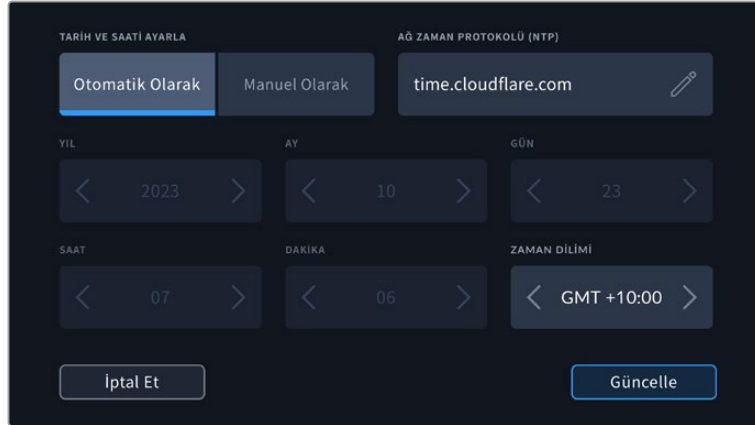 TARİH VE SAATİ AYARLA
AĞ ZAMAN PROTOKOLÜ (NTP)
Otomatik Olarak
Manuel Olarak
time.cloudflare.com
YIL
AY
GÜN
2023
10
23
SAAT
DAKİKA
ZAMAN DİLİMİ
07
06
GMT +10:00
İptal Et
Güncelle